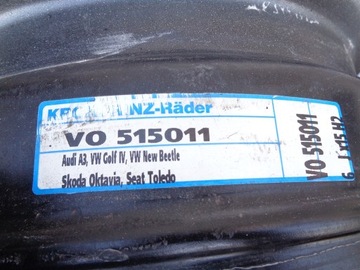 NZ-Räder
VO 515011
Audi A3, VW Golf IV, VW New Beetle
Skoda Oktavia, Seat Toledo
VO 515011